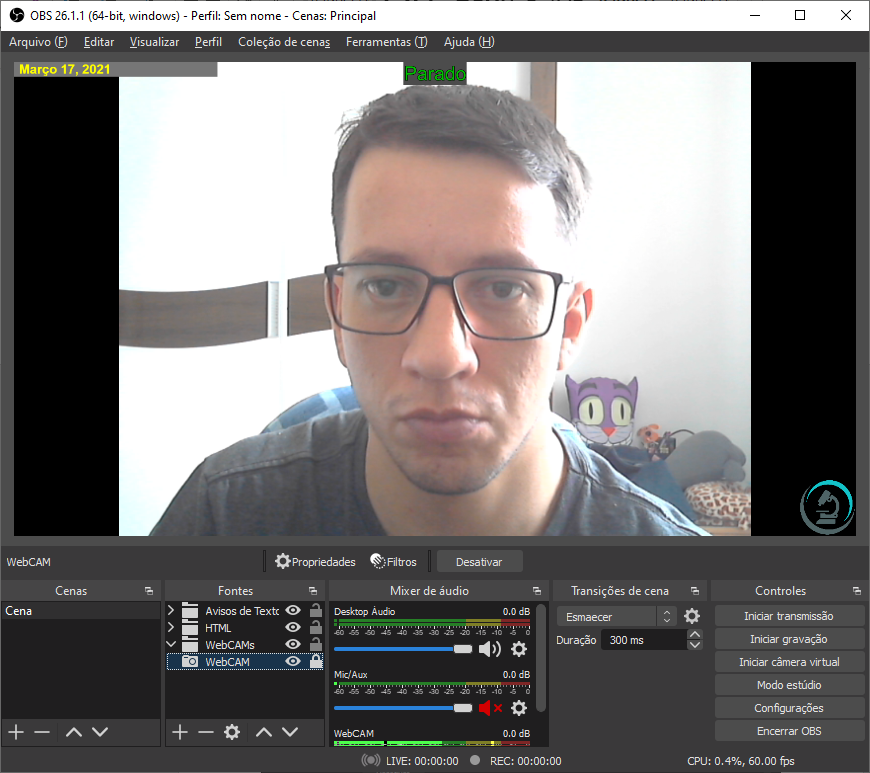 OBS 26.1.1 (64-bit, windows) - Perfil: Sem nome - Cenas: Principal
Arquivo (F) Editar Visualizar Perfil Coleção de cenas Ferramentas (T) Ajuda (H)
Março 17, 2021
Parado
WebCAM Propriedades Filtros Desativar
Cenas
Cena
Fontes
Avisos de Texto
HTML
WebCAMs
WebCAM
Mixer de áudio
Desktop Áudio 0.0 dB
-60 -55 -50 -45 -40 -35 -30 -25 -20 -15 -10 -5 0
Mic/Aux 0.0 dB
-60 -55 -50 -45 -40 -35 -30 -25 -20 -15 -10 -5 0
WebCAM 0.0 dB
Transições de cena
Esmaecer
Duração 300 ms
Controles
Iniciar transmissão
Iniciar gravação
Iniciar câmera virtual
Modo estúdio
Configurações
Encerrar OBS
LIVE: 00:00:00 REC: 00:00:00 CPU: 0.4%, 60.00 fps